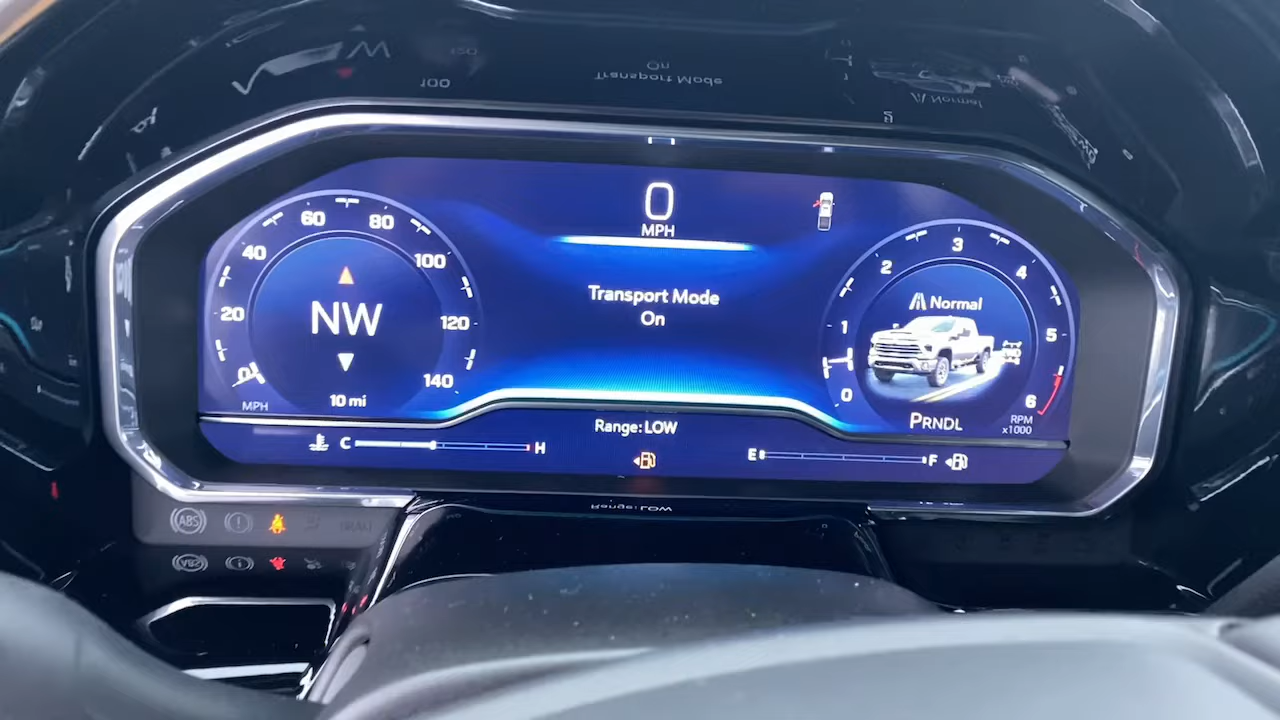 0
MPH
20
40
60
80
100
120
140
NW
10 mi
MPH
Transport Mode
On
0
1
2
3
4
5
6
Normal
PRNDL
RPM
x1000
Range: LOW
C
H
E
F
ABS